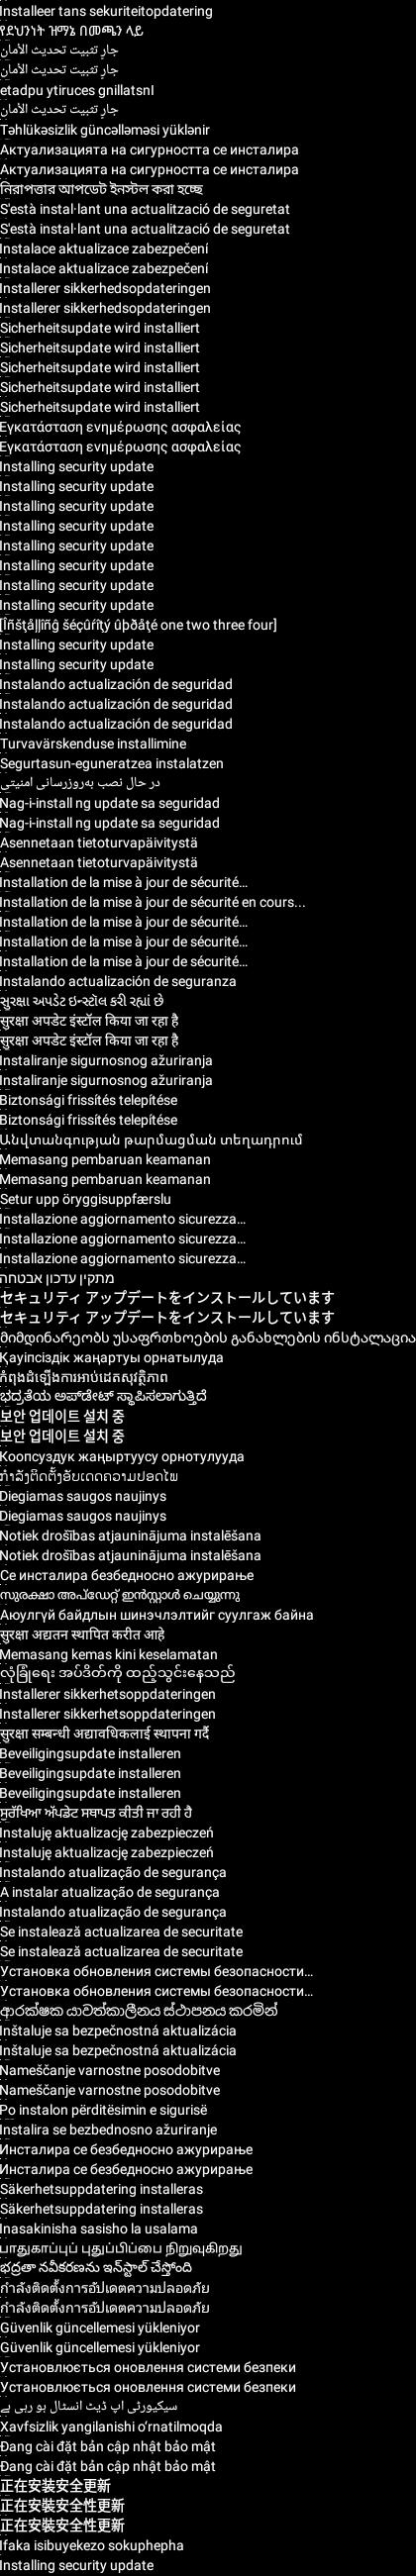 Installeer tans sekuriteitopdatering
የደህንነት ዝማኔ በመጫን ላይ
جارٍ تثبيت تحديث الأمان
جارٍ تثبيت تحديث الأمان
etadpu ytiruces gnillatsnI
جارٍ تثبيت تحديث الأمان
Təhlükəsizlik güncəlləməsi yüklənir
Актуализацията на сигурността се инсталира
Актуализацията на сигурността се инсталира
নিরাপত্তার আপডেট ইনস্টল করা হচ্ছে
S'està instal·lant una actualització de seguretat
S'està instal·lant una actualització de seguretat
Instalace aktualizace zabezpečení
Instalace aktualizace zabezpečení
Installerer sikkerhedsopdateringen
Installerer sikkerhedsopdateringen
Sicherheitsupdate wird installiert
Sicherheitsupdate wird installiert
Sicherheitsupdate wird installiert
Sicherheitsupdate wird installiert
Sicherheitsupdate wird installiert
Εγκατάσταση ενημέρωσης ασφαλείας
Εγκατάσταση ενημέρωσης ασφαλείας
Installing security update
Installing security update
Installing security update
Installing security update
Installing security update
Installing security update
Installing security update
Installing security update
[Îñšţåļļîñĝ šéçûŕîţý ûþðåţé one two three four]
Installing security update
Installing security update
Instalando actualización de seguridad
Instalando actualización de seguridad
Instalando actualización de seguridad
Turvavärskenduse installimine
Segurtasun-eguneratzea instalatzen
در حال نصب به‌روزرسانی امنیتی
Nag-i-install ng update sa seguridad
Nag-i-install ng update sa seguridad
Asennetaan tietoturvapäivitystä
Asennetaan tietoturvapäivitystä
Installation de la mise à jour de sécurité…
Installation de la mise à jour de sécurité en cours...
Installation de la mise à jour de sécurité…
Installation de la mise à jour de sécurité…
Installation de la mise à jour de sécurité…
Instalando actualización de seguranza
સુરક્ષા અપડેટ ઇન્સ્ટૉલ કરી રહ્યાં છે
सुरक्षा अपडेट इंस्टॉल किया जा रहा है
सुरक्षा अपडेट इंस्टॉल किया जा रहा है
Instaliranje sigurnosnog ažuriranja
Instaliranje sigurnosnog ažuriranja
Biztonsági frissítés telepítése
Biztonsági frissítés telepítése
Անվտանգության թարմացման տեղադրում
Memasang pembaruan keamanan
Memasang pembaruan keamanan
Setur upp öryggisuppfærslu
Installazione aggiornamento sicurezza…
Installazione aggiornamento sicurezza…
Installazione aggiornamento sicurezza…
מתקין עדכון אבטחה
セキュリティ アップデートをインストールしています
セキュリティ アップデートをインストールしています
მიმდინარეობს უსაფრთხოების განახლების ინსტალაცია
Қауіпсіздік жаңартуы орнатылуда
កំពុងដំឡើងការអាប់ដេតសុវត្ថិភាព
ಭದ್ರತೆಯ ಅಪ್‌ಡೇಟ್‌ ಸ್ಥಾಪಿಸಲಾಗುತ್ತಿದೆ
보안 업데이트 설치 중
보안 업데이트 설치 중
Коопсуздук жаңыртуусу орнотулууда
ກຳລັງຕິດຕັ້ງອັບເດດຄວາມປອດໄພ
Diegiamas saugos naujinys
Diegiamas saugos naujinys
Notiek drošības atjauninājuma instalēšana
Notiek drošības atjauninājuma instalēšana
Се инсталира безбедносно ажурирање
സുരക്ഷാ അപ്ഡേറ്റ് ഇൻസ്റ്റാൾ ചെയ്യുന്നു
Аюулгүй байдлын шинэчлэлтийг суулгаж байна
सुरक्षा अद्यतन स्थापित करीत आहे
Memasang kemas kini keselamatan
လုံခြုံရေး အပ်ဒိတ်ကို ထည့်သွင်းနေသည်
Installerer sikkerhetsoppdateringen
Installerer sikkerhetsoppdateringen
सुरक्षा सम्बन्धी अद्यावधिकलाई स्थापना गर्दै
Beveiligingsupdate installeren
Beveiligingsupdate installeren
Beveiligingsupdate installeren
ਸੁਰੱਖਿਆ ਅੱਪਡੇਟ ਸਥਾਪਤ ਕੀਤੀ ਜਾ ਰਹੀ ਹੈ
Instaluję aktualizację zabezpieczeń
Instaluję aktualizację zabezpieczeń
Instalando atualização de segurança
A instalar atualização de segurança
Instalando atualização de segurança
Se instalează actualizarea de securitate
Se instalează actualizarea de securitate
Установка обновления системы безопасности…
Установка обновления системы безопасности…
ආරක්ෂක යාවත්කාලීනය ස්ථාපනය කරමින්
Inštaluje sa bezpečnostná aktualizácia
Inštaluje sa bezpečnostná aktualizácia
Nameščanje varnostne posodobitve
Nameščanje varnostne posodobitve
Po instalon përditësimin e sigurisë
Instalira se bezbednosno ažuriranje
Инсталира се безбедносно ажурирање
Инсталира се безбедносно ажурирање
Säkerhetsuppdatering installeras
Säkerhetsuppdatering installeras
Inasakinisha sasisho la usalama
பாதுகாப்புப் புதுப்பிப்பை நிறுவுகிறது
భద్రతా నవీకరణను ఇన్‌స్టాల్ చేస్తోంది
กำลังติดตั้งการอัปเดตความปลอดภัย
กำลังติดตั้งการอัปเดตความปลอดภัย
Güvenlik güncellemesi yükleniyor
Güvenlik güncellemesi yükleniyor
Установлюється оновлення системи безпеки
Установлюється оновлення системи безпеки
سیکیورٹی اپ ڈیٹ انسٹال ہو رہی ہے
Xavfsizlik yangilanishi o‘rnatilmoqda
Đang cài đặt bản cập nhật bảo mật
Đang cài đặt bản cập nhật bảo mật
正在安装安全更新
正在安裝安全性更新
正在安裝安全性更新
Ifaka isibuyekezo sokuphepha
Installing security update